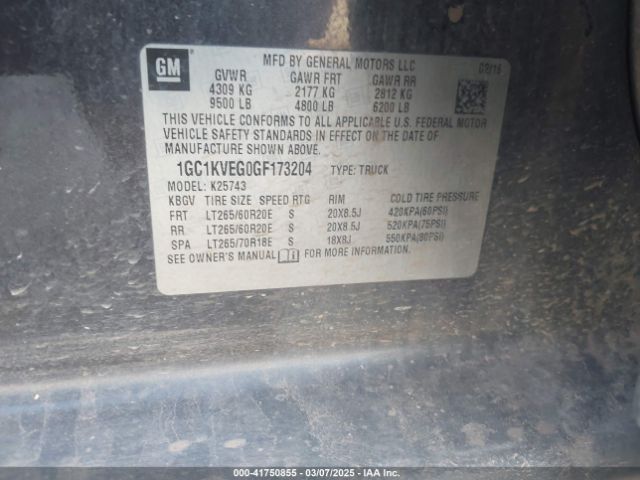 GM
MFD BY GENERAL MOTORS LLC
GVWR GAWR FRT GAWR RR
4309 KG 2177 KG 2812 KG
9500 LB 4800 LB 6200 LB
THIS VEHICLE CONFORMS TO ALL APPLICABLE U.S. FEDERAL MOTOR
VEHICLE SAFETY STANDARDS IN EFFECT ON THE DATE OF
MANUFACTURE SHOWN ABOVE.
1GC1KVEG0GF173204 TYPE: TRUCK
MODEL: K25743
KBGV TIRE SIZE SPEED RTG RIM COLD TIRE PRESSURE
FRT LT265/60R20E S 20X8.5J 420KPA(60PSI)
RR LT265/60R20E S 20X8.5J 520KPA(75PSI)
SPA LT265/70R18E S 18X8J 550KPA(80PSI)
SEE OWNER'S MANUAL FOR MORE INFORMATION.
000-41750855 — 03/07/2025 — IAA Inc.